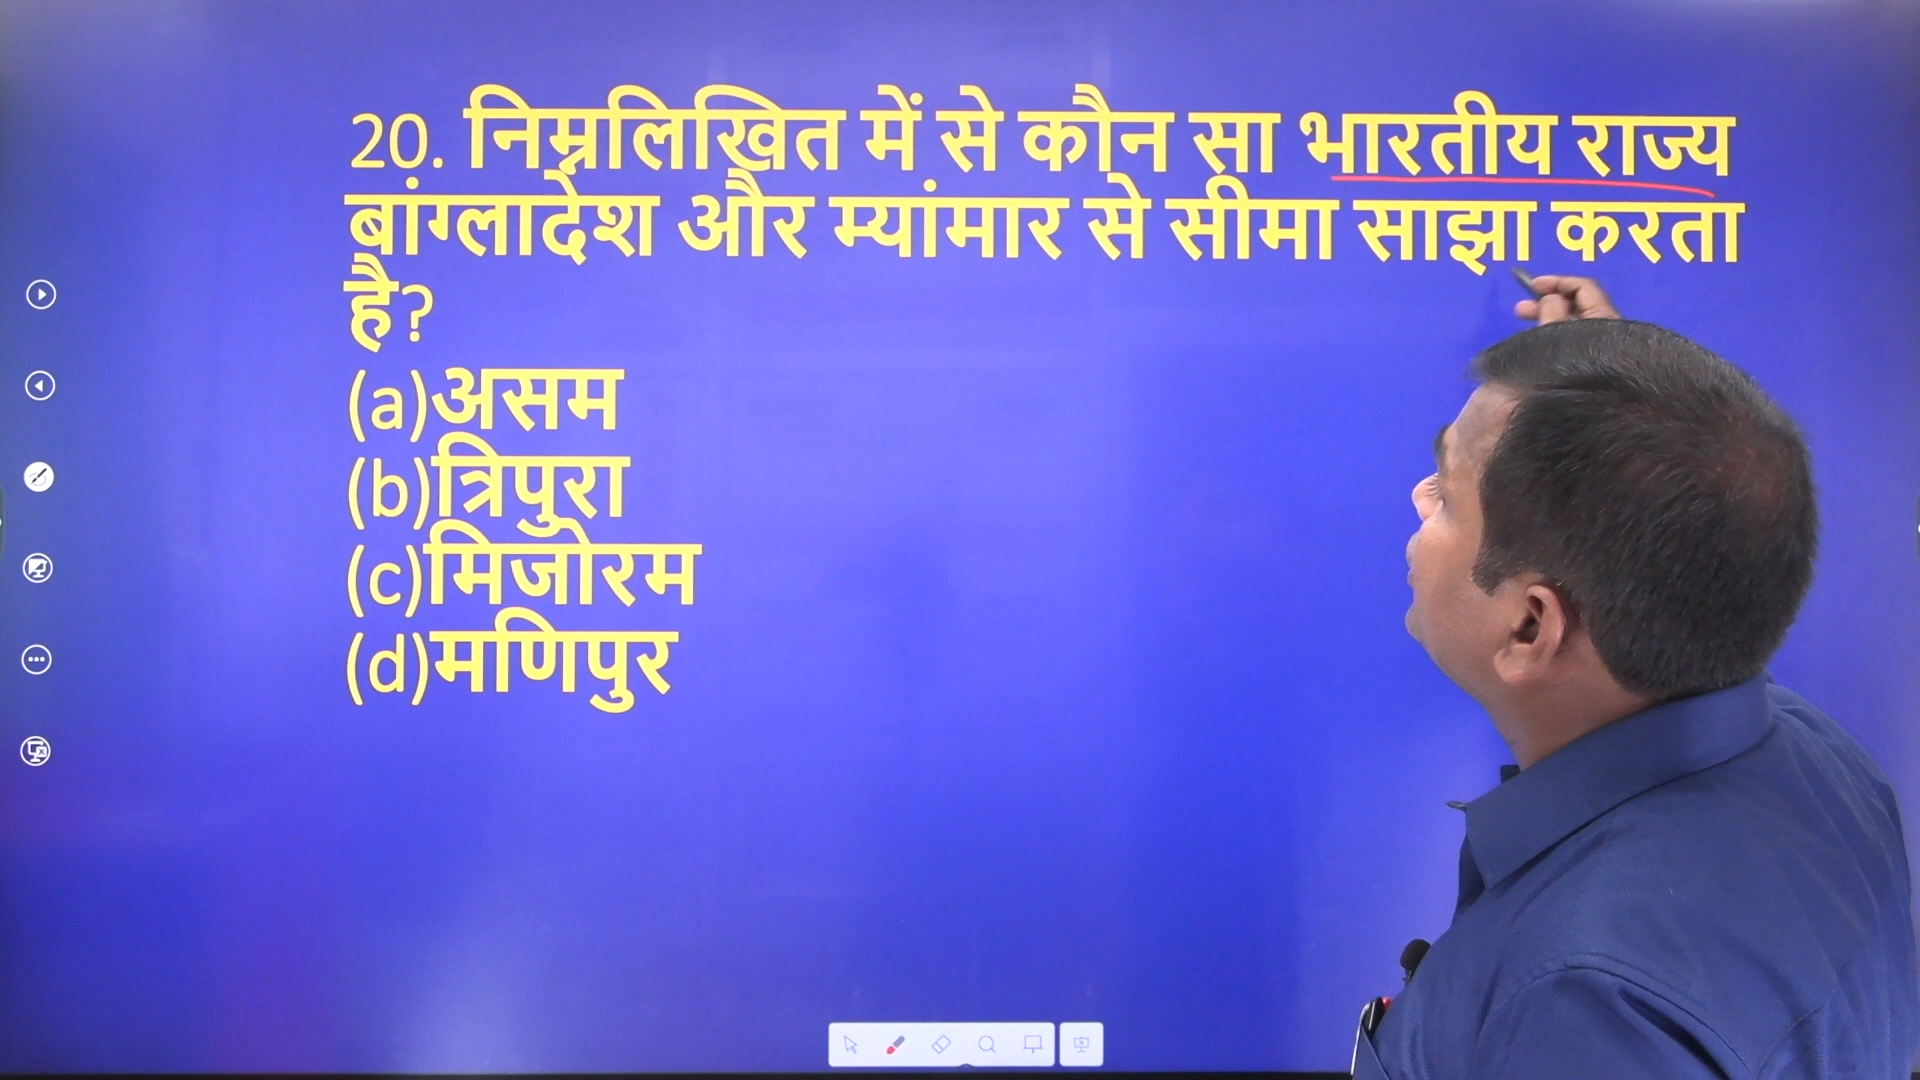 20. निम्नलिखित में से कौन सा भारतीय राज्य
बांग्लादेश और म्यांमार से सीमा साझा करता
है?
(a)असम
(b)त्रिपुरा
(c)मिजोरम
(d)मणिपुर